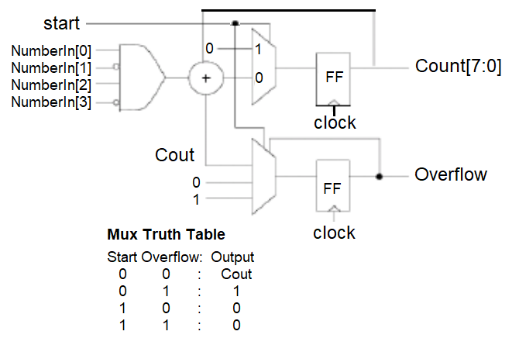 start
NumberIn[0]
NumberIn[1]
NumberIn[2]
NumberIn[3]
0
1
0
+
FF
clock
Count[7:0]
Cout
0
1
FF
clock
Overflow
Mux Truth Table
Start Overflow: Output
0 0 : Cout
0 1 : 1
1 0 : 0
1 1 : 0